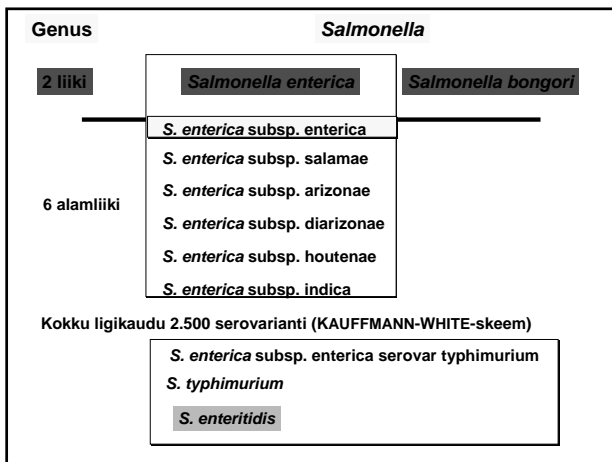 Genus Salmonella
2 liiki Salmonella enterica Salmonella bongori
S. enterica subsp. enterica
S. enterica subsp. salamae
S. enterica subsp. arizonae
6 alamliiki
S. enterica subsp. diarizonae
S. enterica subsp. houtenae
S. enterica subsp. indica
Kokku ligikaudu 2.500 serovarianti (KAUFFMANN-WHITE-skeem)
S. enterica subsp. enterica serovar typhimurium
S. typhimurium
S. enteritidis